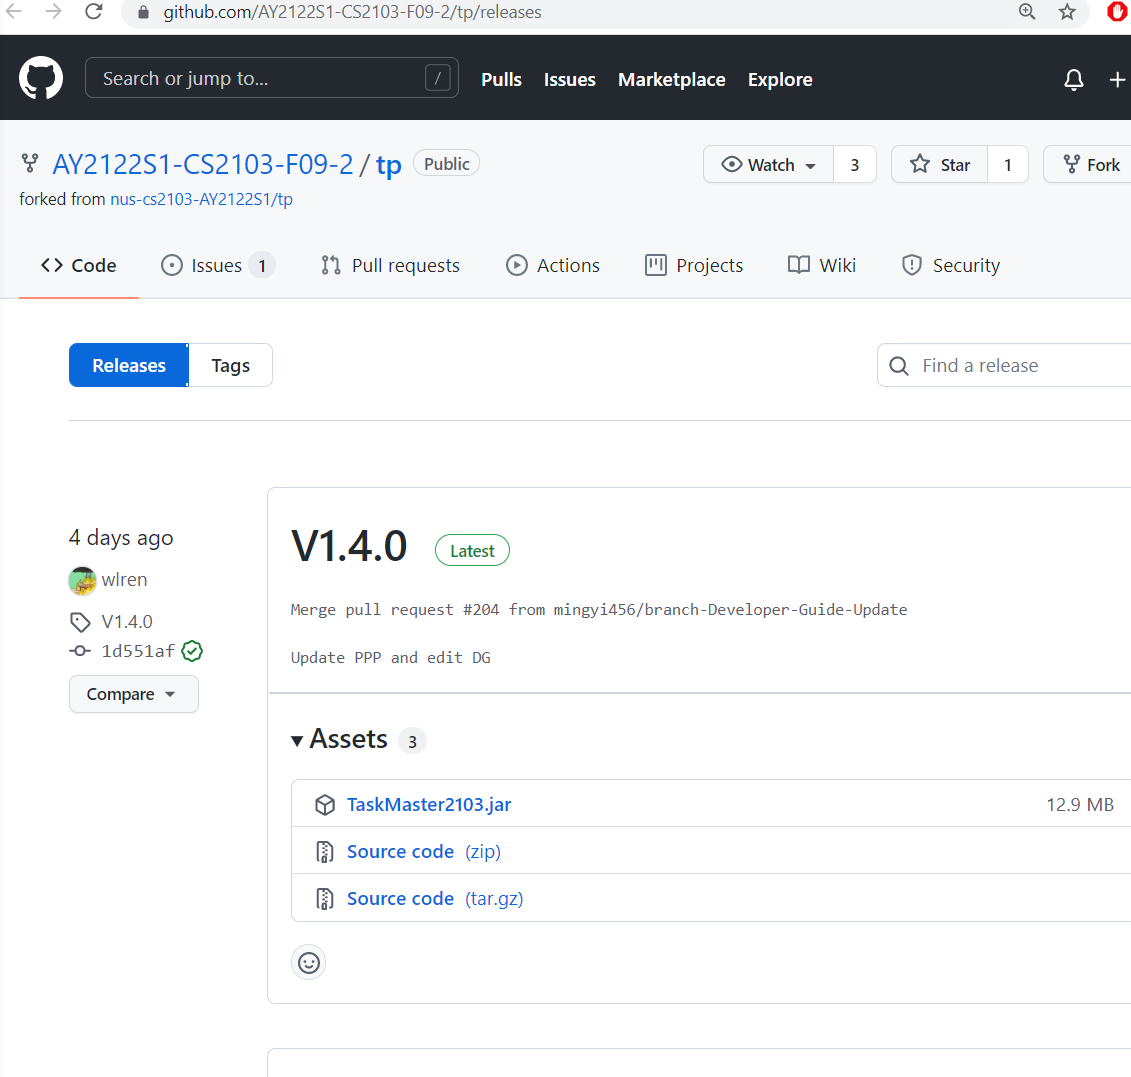 github.com/AY2122S1-CS2103-F09-2/tp/releases
Search or jump to... /
Pulls Issues Marketplace Explore
AY2122S1-CS2103-F09-2 / tp Public
Watch 3 Star 1 Fork
forked from nus-cs2103-AY2122S1/tp
Code Issues 1 Pull requests Actions Projects Wiki Security
Releases Tags
Find a release
4 days ago
wlren
V1.4.0
1d551af
Compare
V1.4.0 Latest
Merge pull request #204 from mingyi456/branch-Developer-Guide-Update
Update PPP and edit DG
Assets 3
TaskMaster2103.jar 12.9 MB
Source code (zip)
Source code (tar.gz)